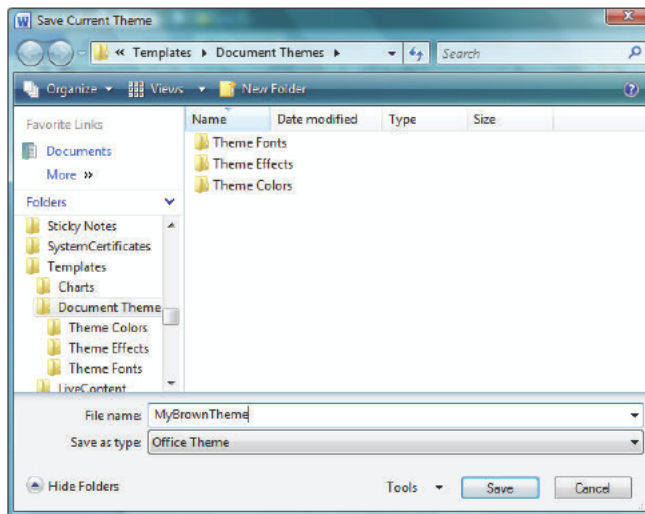 Save Current Theme
« Templates ▸ Document Themes ▸ Search
Organize Views New Folder ?
Favorite Links
Documents
More »
Folders
Sticky Notes
SystemCertificates
Templates
Charts
Document Theme
Theme Colors
Theme Effects
Theme Fonts
LiveContent
Name Date modified Type Size
Theme Fonts
Theme Effects
Theme Colors
File name: MyBrownTheme
Save as type: Office Theme
Hide Folders Tools Save Cancel